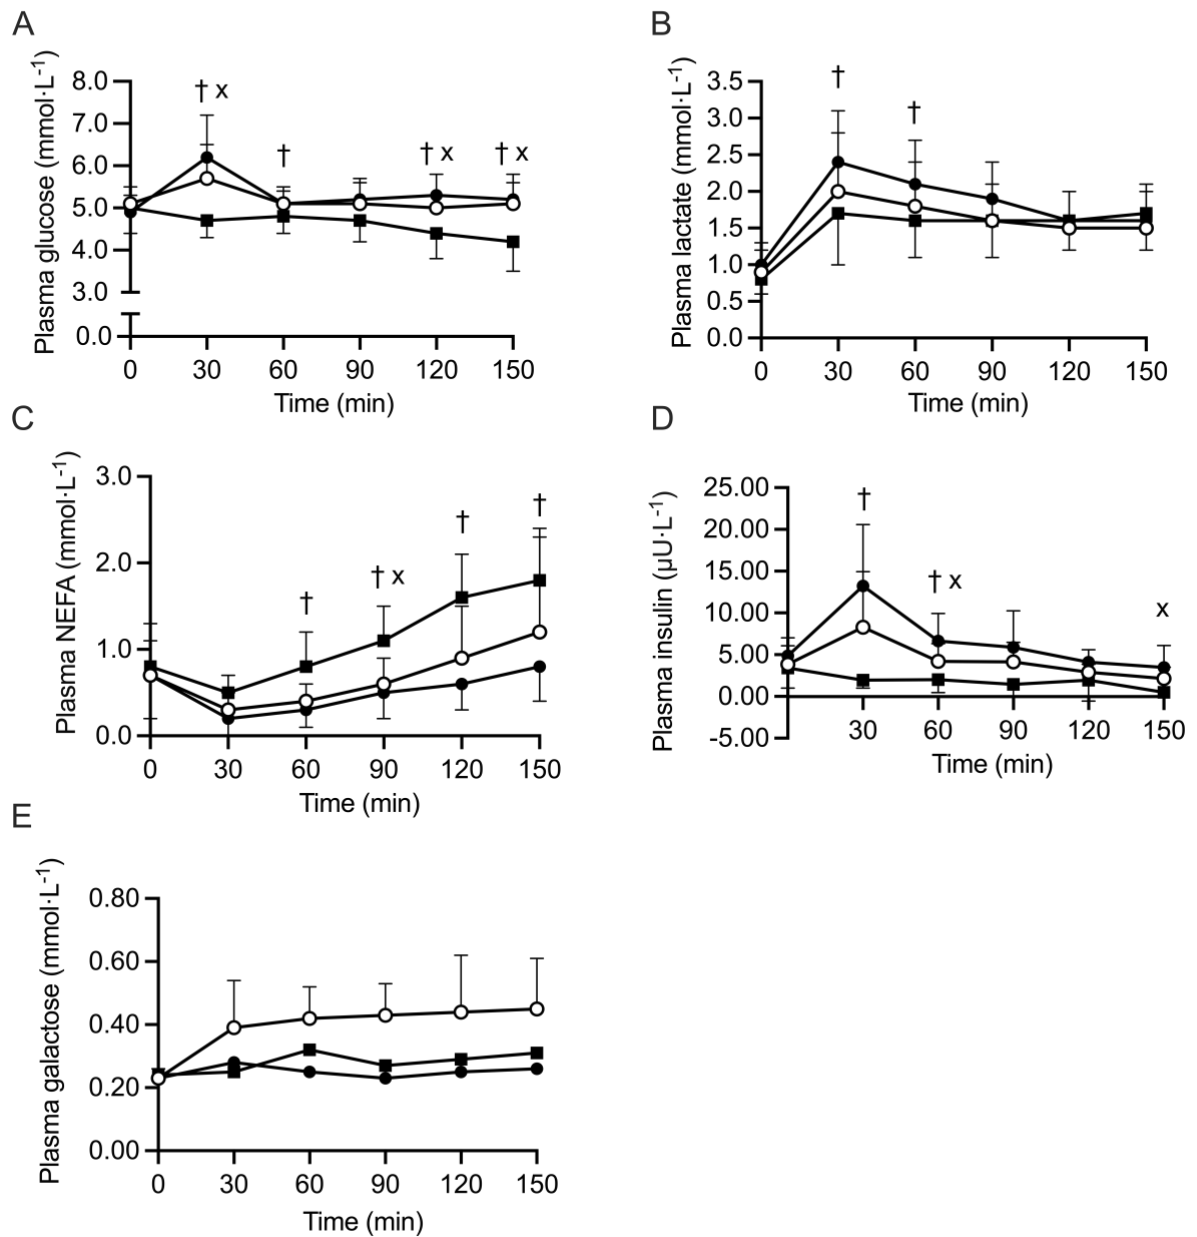 A
Plasma glucose (mmol·L⁻¹)
8.0
7.0
6.0
5.0
4.0
3.0
0.0
† x
†
† x
† x
0 30 60 90 120 150
Time (min)
B
Plasma lactate (mmol·L⁻¹)
3.5
3.0
2.5
2.0
1.5
1.0
0.5
0.0
†
†
0 30 60 90 120 150
Time (min)
C
Plasma NEFA (mmol·L⁻¹)
3.0
2.0
1.0
0.0
†
† x
†
†
0 30 60 90 120 150
Time (min)
D
Plasma insulin (µU·L⁻¹)
25.00
20.00
15.00
10.00
5.00
0.00
-5.00
†
† x
x
30 60 90 120 150
Time (min)
E
Plasma galactose (mmol·L⁻¹)
0.80
0.60
0.40
0.20
0.00
0 30 60 90 120 150
Time (min)